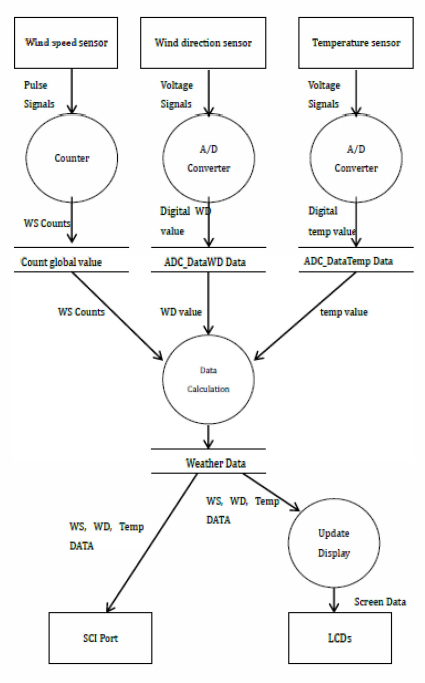 Wind speed sensor
Wind direction sensor
Temperature sensor
Pulse
Signals
Voltage
Signals
Voltage
Signals
Counter
A/D
Converter
A/D
Converter
WS Counts
Digital WD
value
Digital
temp value
Count global value
ADC_DataWD Data
ADC_DataTemp Data
WS Counts
WD value
temp value
Data
Calculation
Weather Data
WS, WD, Temp
DATA
WS, WD, Temp
DATA
Update
Display
Screen Data
SCI Port
LCDs